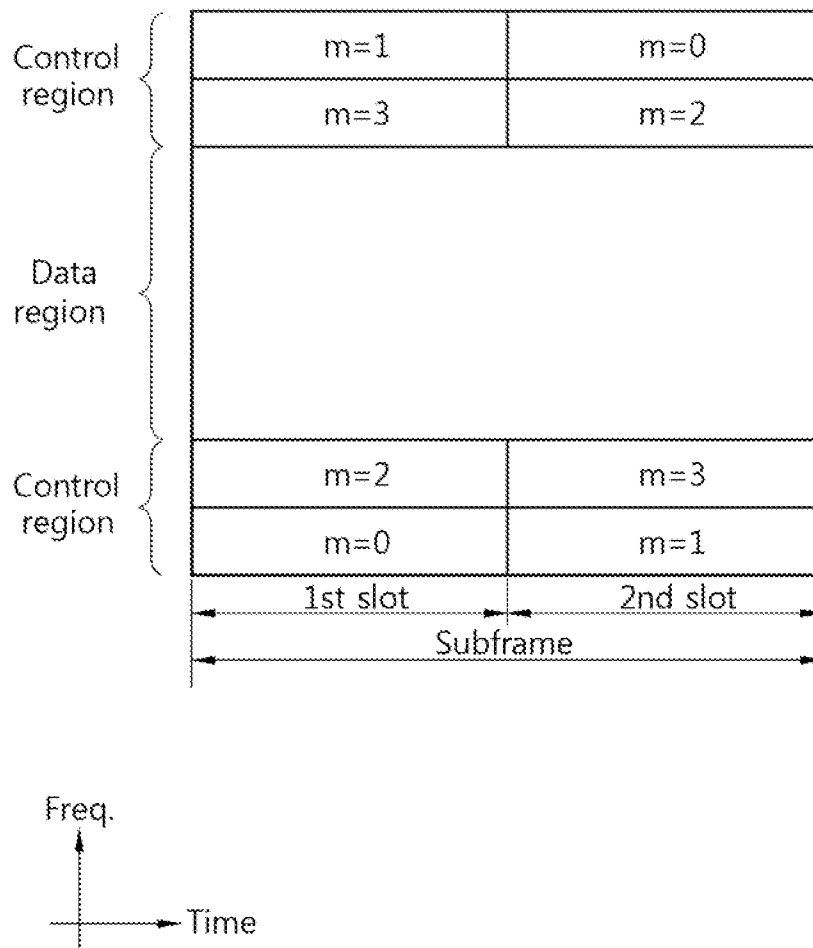 Control
region
m=1
m=0
m=3
m=2
Data
region
Control
region
m=2
m=3
m=0
m=1
1st slot
2nd slot
Subframe
Freq.
Time